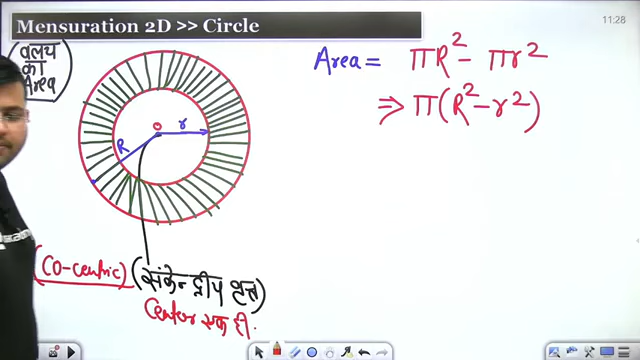 Mensuration 2D >> Circle
11:28
वलय
का
Area
Area = πR² - πr²
⇒ π(R² - r²)
O
r
R
(Co-centric) (संकेन्द्रीय वृत्त)
Center एक ही.